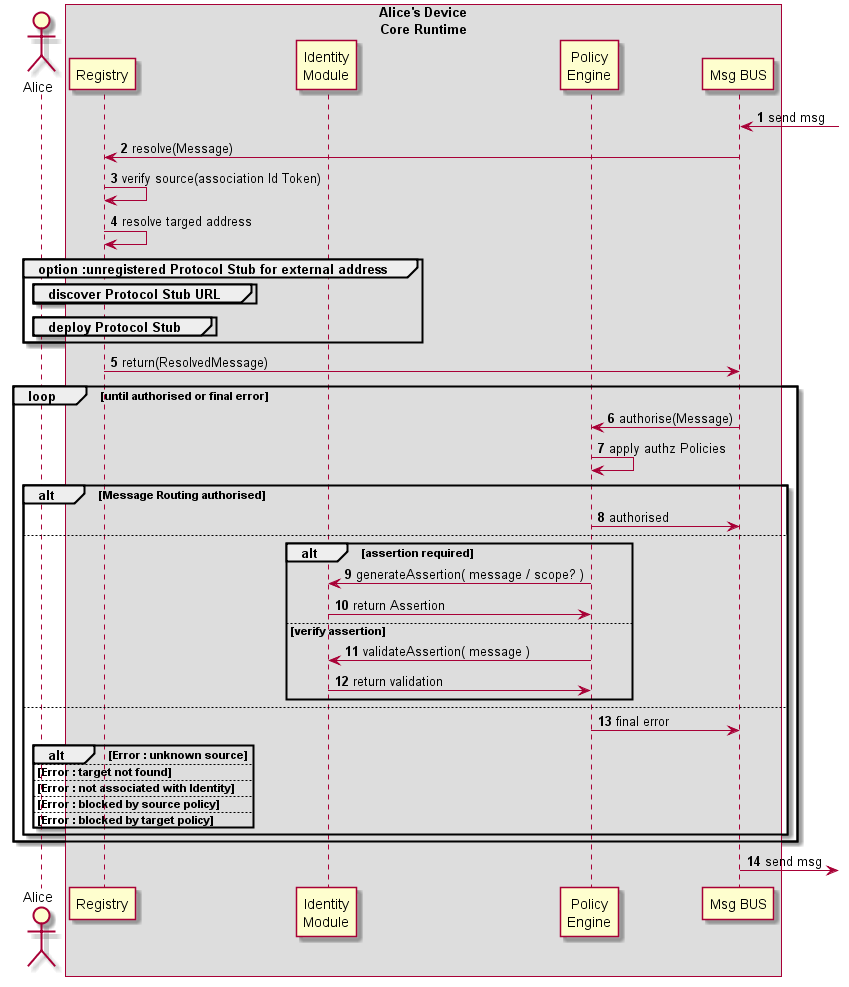 Alice's Device
Core Runtime
Alice
Registry
Identity
Module
Policy
Engine
Msg BUS
1 send msg
2 resolve(Message)
3 verify source(association Id Token)
4 resolve targed address
option :unregistered Protocol Stub for external address
discover Protocol Stub URL
deploy Protocol Stub
5 return(ResolvedMessage)
loop [until authorised or final error]
6 authorise(Message)
7 apply authz Policies
alt [Message Routing authorised]
8 authorised
alt [assertion required]
9 generateAssertion( message / scope? )
10 return Assertion
[verify assertion]
11 validateAssertion( message )
12 return validation
13 final error
alt [Error : unknown source]
[Error : target not found]
[Error : not associated with Identity]
[Error : blocked by source policy]
[Error : blocked by target policy]
14 send msg
Alice
Registry
Identity
Module
Policy
Engine
Msg BUS